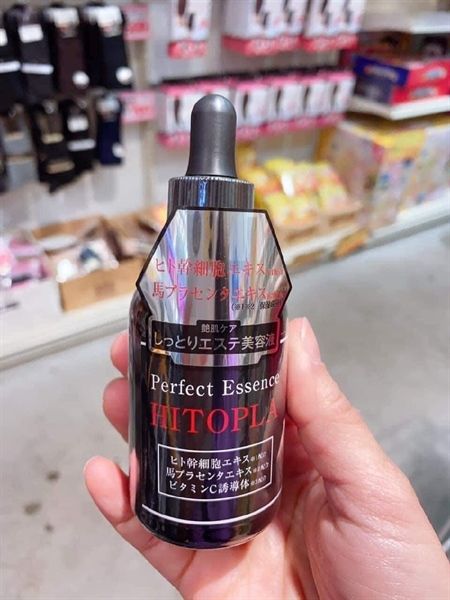 ヒト幹細胞エキス
馬プラセンタエキス
艶肌ケア
しっとりエステ美容液
Perfect Essence
HITOPLA
ヒト幹細胞エキス
馬プラセンタエキス
ビタミンC誘導体